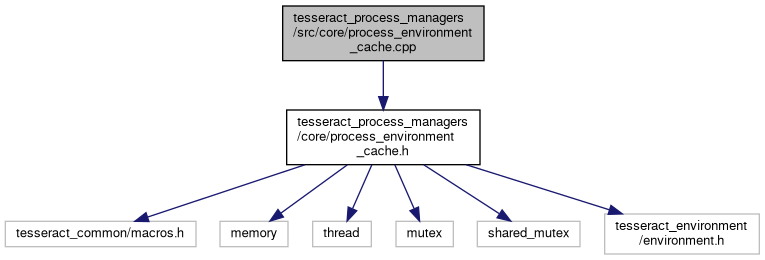 tesseract_process_managers
/src/core/process_environment
_cache.cpp
tesseract_process_managers
/core/process_environment
_cache.h
tesseract_common/macros.h
memory
thread
mutex
shared_mutex
tesseract_environment
/environment.h